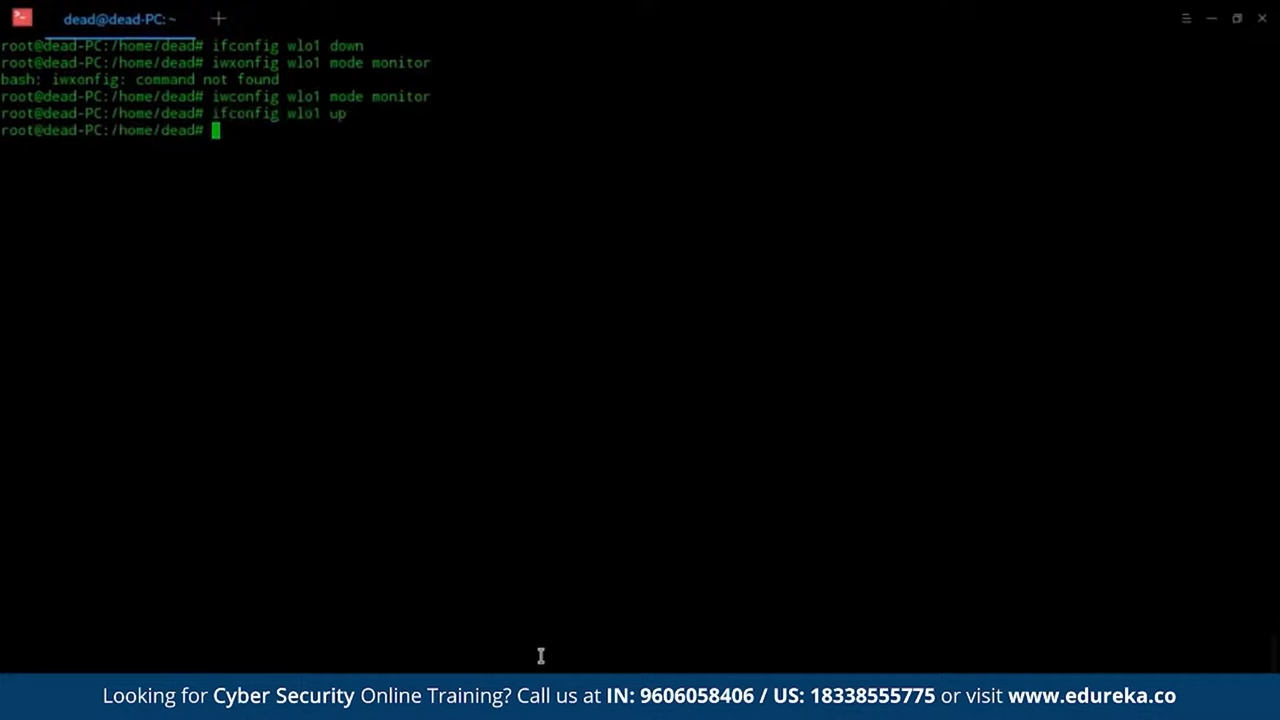 dead@dead-PC: ~
root@dead-PC:/home/dead# ifconfig wlo1 down
root@dead-PC:/home/dead# iwxonfig wlo1 mode monitor
bash: iwxonfig: command not found
root@dead-PC:/home/dead# iwconfig wlo1 mode monitor
root@dead-PC:/home/dead# ifconfig wlo1 up
root@dead-PC:/home/dead#
Looking for Cyber Security Online Training? Call us at IN: 9606058406 / US: 18338555775 or visit www.edureka.co